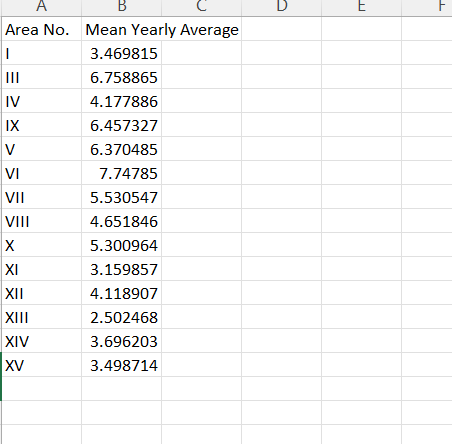 A B C D E F
Area No. Mean Yearly Average
I 3.469815
III 6.758865
IV 4.177886
IX 6.457327
V 6.370485
VI 7.74785
VII 5.530547
VIII 4.651846
X 5.300964
XI 3.159857
XII 4.118907
XIII 2.502468
XIV 3.696203
XV 3.498714